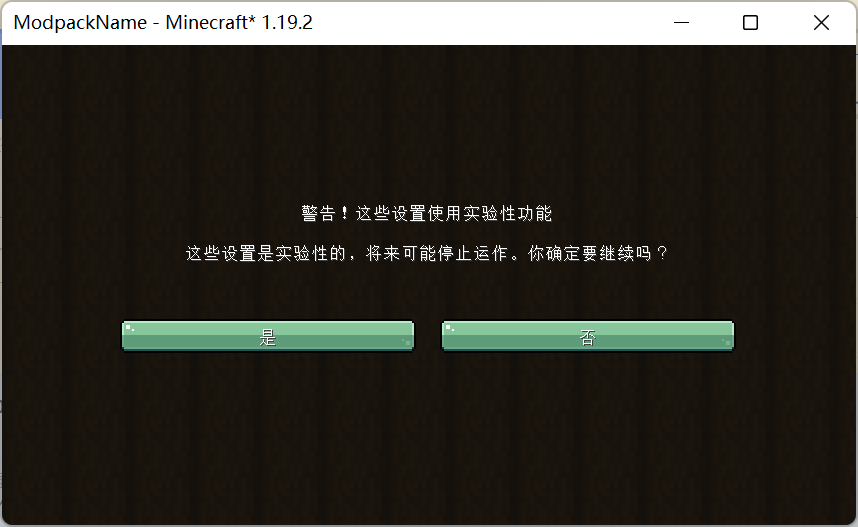 ModpackName - Minecraft* 1.19.2
警告！这些设置使用实验性功能
这些设置是实验性的，将来可能停止运作。你确定要继续吗？
是
否